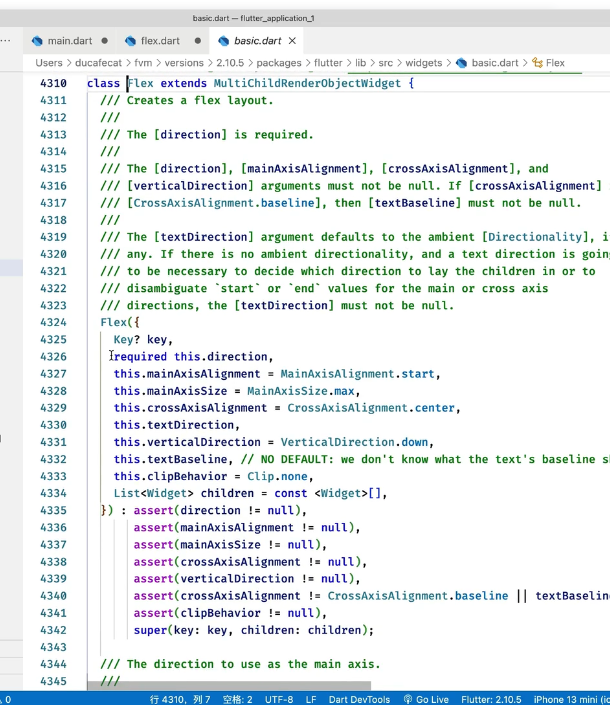 basic.dart — flutter_application_1
main.dart flex.dart basic.dart
Users > ducafecat > fvm > versions > 2.10.5 > packages > flutter > lib > src > widgets > basic.dart > Flex
4310 class Flex extends MultiChildRenderObjectWidget {
4311 /// Creates a flex layout.
4312 ///
4313 /// The [direction] is required.
4314 ///
4315 /// The [direction], [mainAxisAlignment], [crossAxisAlignment], and
4316 /// [verticalDirection] arguments must not be null. If [crossAxisAlignment]
4317 /// [CrossAxisAlignment.baseline], then [textBaseline] must not be null.
4318 ///
4319 /// The [textDirection] argument defaults to the ambient [Directionality], i
4320 /// any. If there is no ambient directionality, and a text direction is going
4321 /// to be necessary to decide which direction to lay the children in or to
4322 /// disambiguate `start` or `end` values for the main or cross axis
4323 /// directions, the [textDirection] must not be null.
4324 Flex({
4325 Key? key,
4326 required this.direction,
4327 this.mainAxisAlignment = MainAxisAlignment.start,
4328 this.mainAxisSize = MainAxisSize.max,
4329 this.crossAxisAlignment = CrossAxisAlignment.center,
4330 this.textDirection,
4331 this.verticalDirection = VerticalDirection.down,
4332 this.textBaseline, // NO DEFAULT: we don't know what the text's baseline s
4333 this.clipBehavior = Clip.none,
4334 List<Widget> children = const <Widget>[],
4335 }) : assert(direction != null),
4336 assert(mainAxisAlignment != null),
4337 assert(mainAxisSize != null),
4338 assert(crossAxisAlignment != null),
4339 assert(verticalDirection != null),
4340 assert(crossAxisAlignment != CrossAxisAlignment.baseline || textBaselin
4341 assert(clipBehavior != null),
4342 super(key: key, children: children);
4343
4344 /// The direction to use as the main axis.
4345 ///
0 行 4310, 列 7 空格: 2 UTF-8 LF Dart DevTools Go Live Flutter: 2.10.5 iPhone 13 mini (io